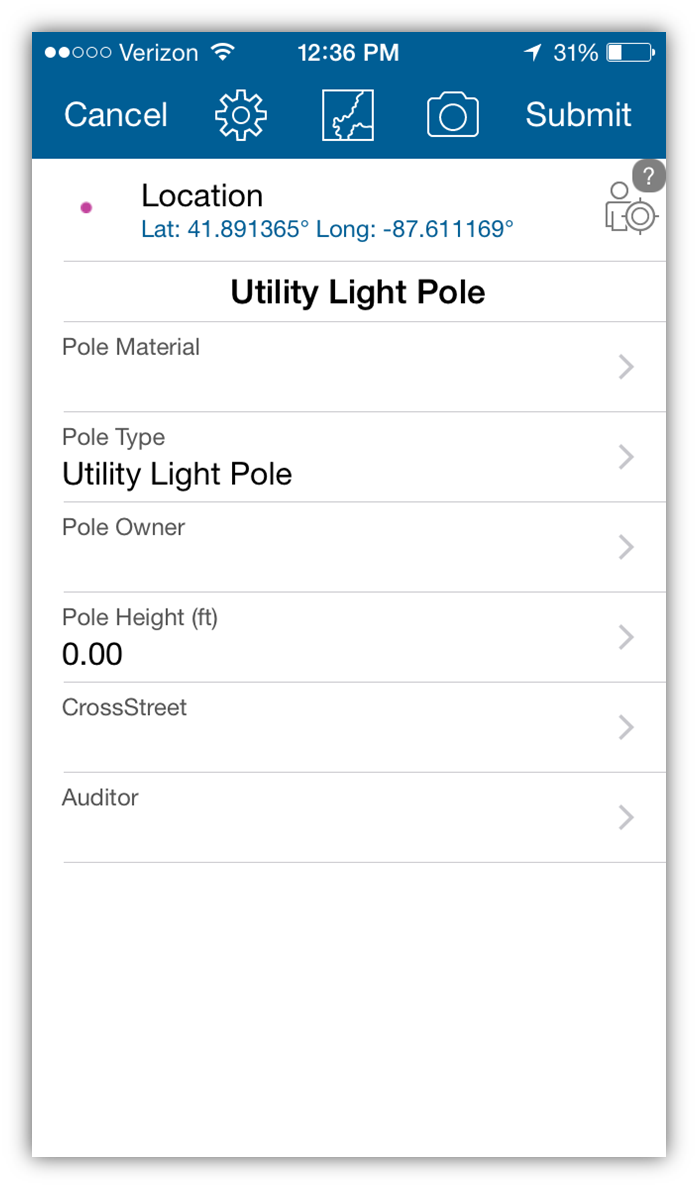 Verizon 12:36 PM 31%
Cancel Submit
?
Location
Lat: 41.891365° Long: -87.611169°
Utility Light Pole
Pole Material
Pole Type
Utility Light Pole
Pole Owner
Pole Height (ft)
0.00
CrossStreet
Auditor